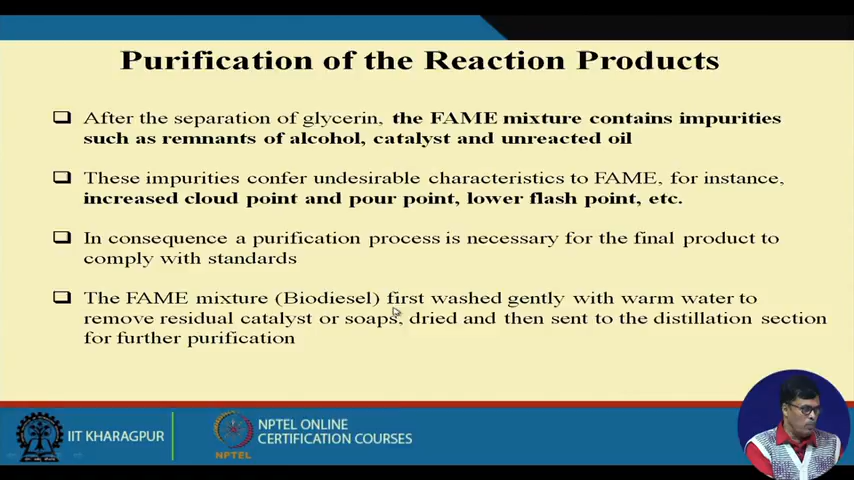 Purification of the Reaction Products
After the separation of glycerin, the FAME mixture contains impurities
such as remnants of alcohol, catalyst and unreacted oil
These impurities confer undesirable characteristics to FAME, for instance,
increased cloud point and pour point, lower flash point, etc.
In consequence a purification process is necessary for the final product to
comply with standards
The FAME mixture (Biodiesel) first washed gently with warm water to
remove residual catalyst or soaps, dried and then sent to the distillation section
for further purification
IIT KHARAGPUR
NPTEL
NPTEL ONLINE
CERTIFICATION COURSES